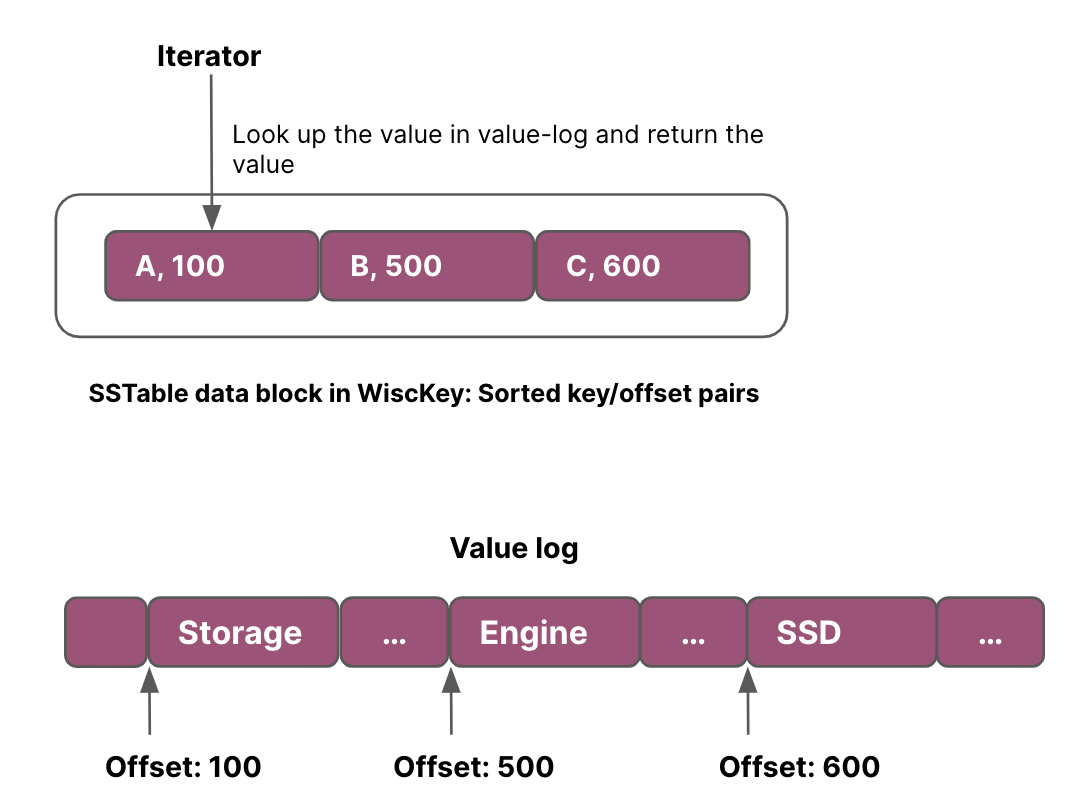 Iterator
Look up the value in value-log and return the
value
A, 100
B, 500
C, 600
SSTable data block in WiscKey: Sorted key/offset pairs
Value log
Storage
...
Engine
...
SSD
...
Offset: 100
Offset: 500
Offset: 600